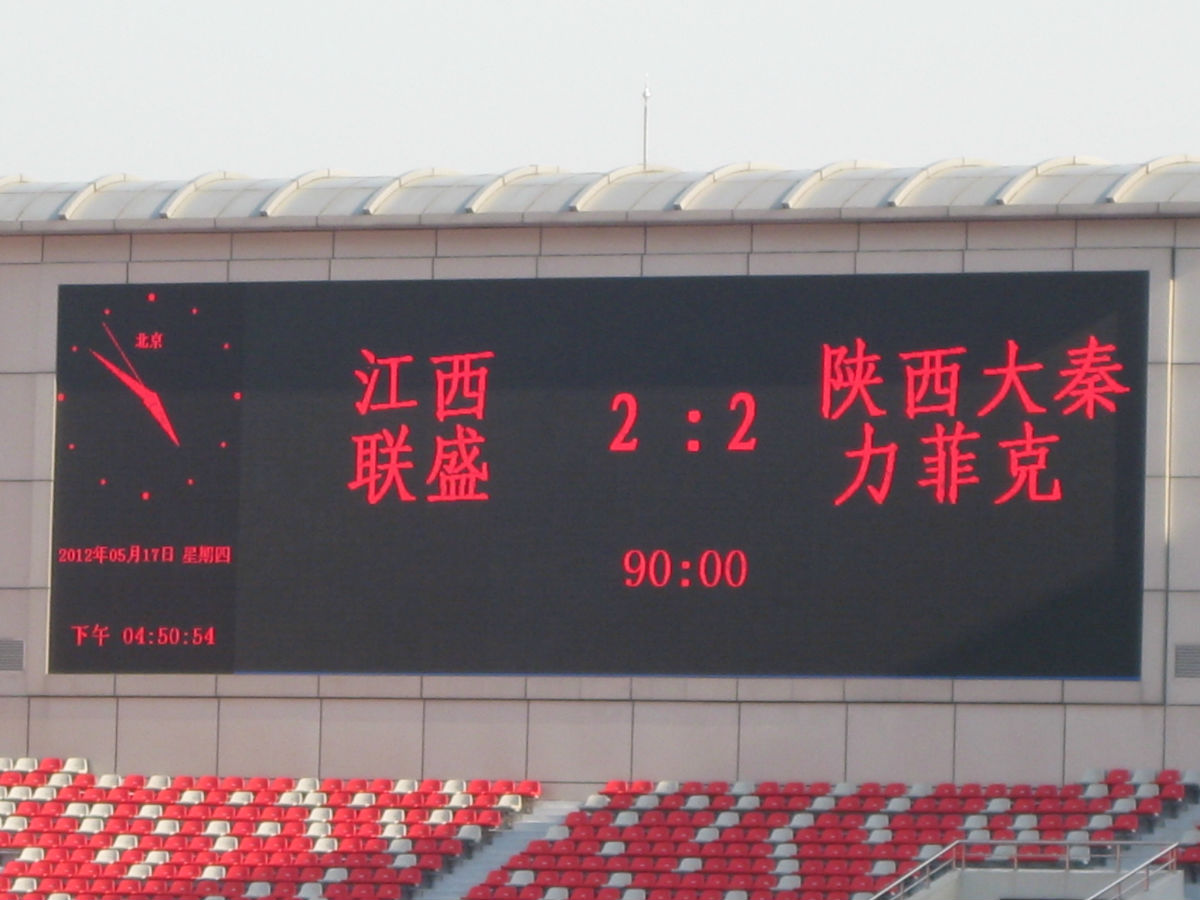 北京
2012年05月17日 星期四
下午 04:50:54
江西
联盛
2 : 2
陕西大秦
力菲克
90:00